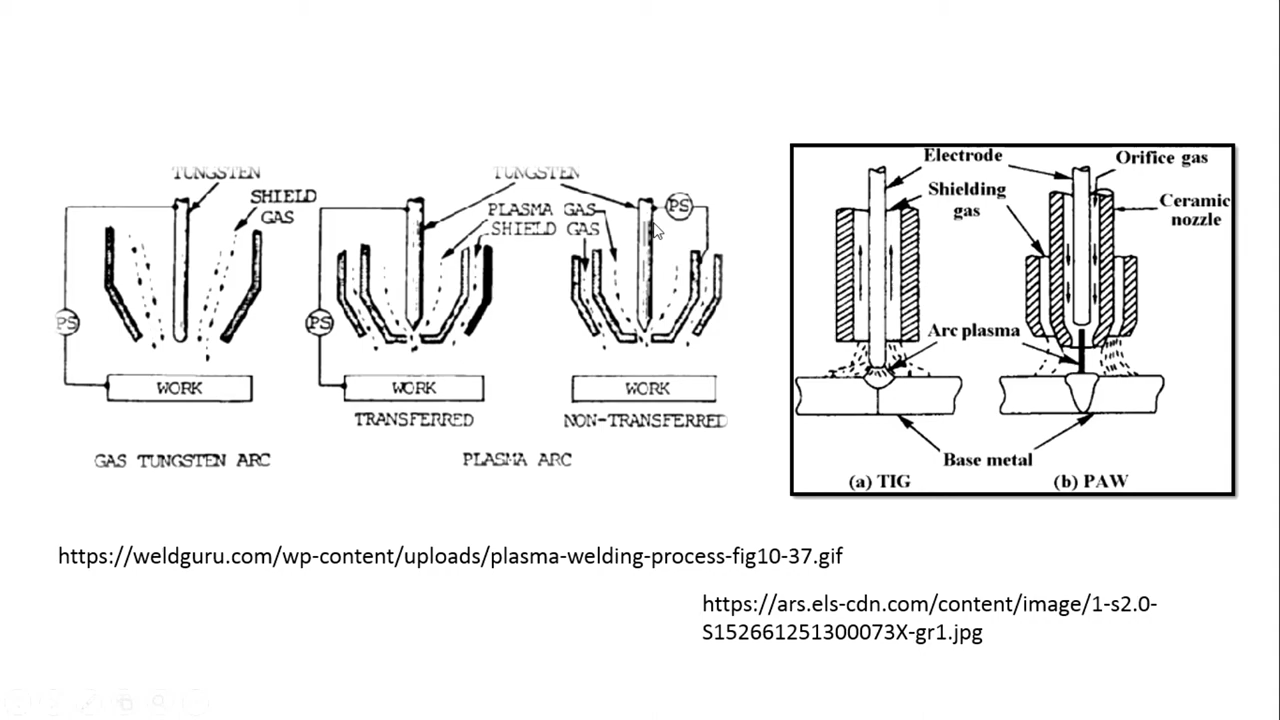 TUNGSTEN
SHIELD
GAS
PS
WORK
GAS TUNGSTEN ARC
TUNGSTEN
PLASMA GAS
SHIELD GAS
PS
PS
WORK
WORK
TRANSFERRED
NON-TRANSFERRED
PLASMA ARC
Electrode
Orifice gas
Shielding
gas
Ceramic
nozzle
Arc plasma
Base metal
(a) TIG
(b) PAW
https://weldguru.com/wp-content/uploads/plasma-welding-process-fig10-37.gif
https://ars.els-cdn.com/content/image/1-s2.0-
S152661251300073X-gr1.jpg